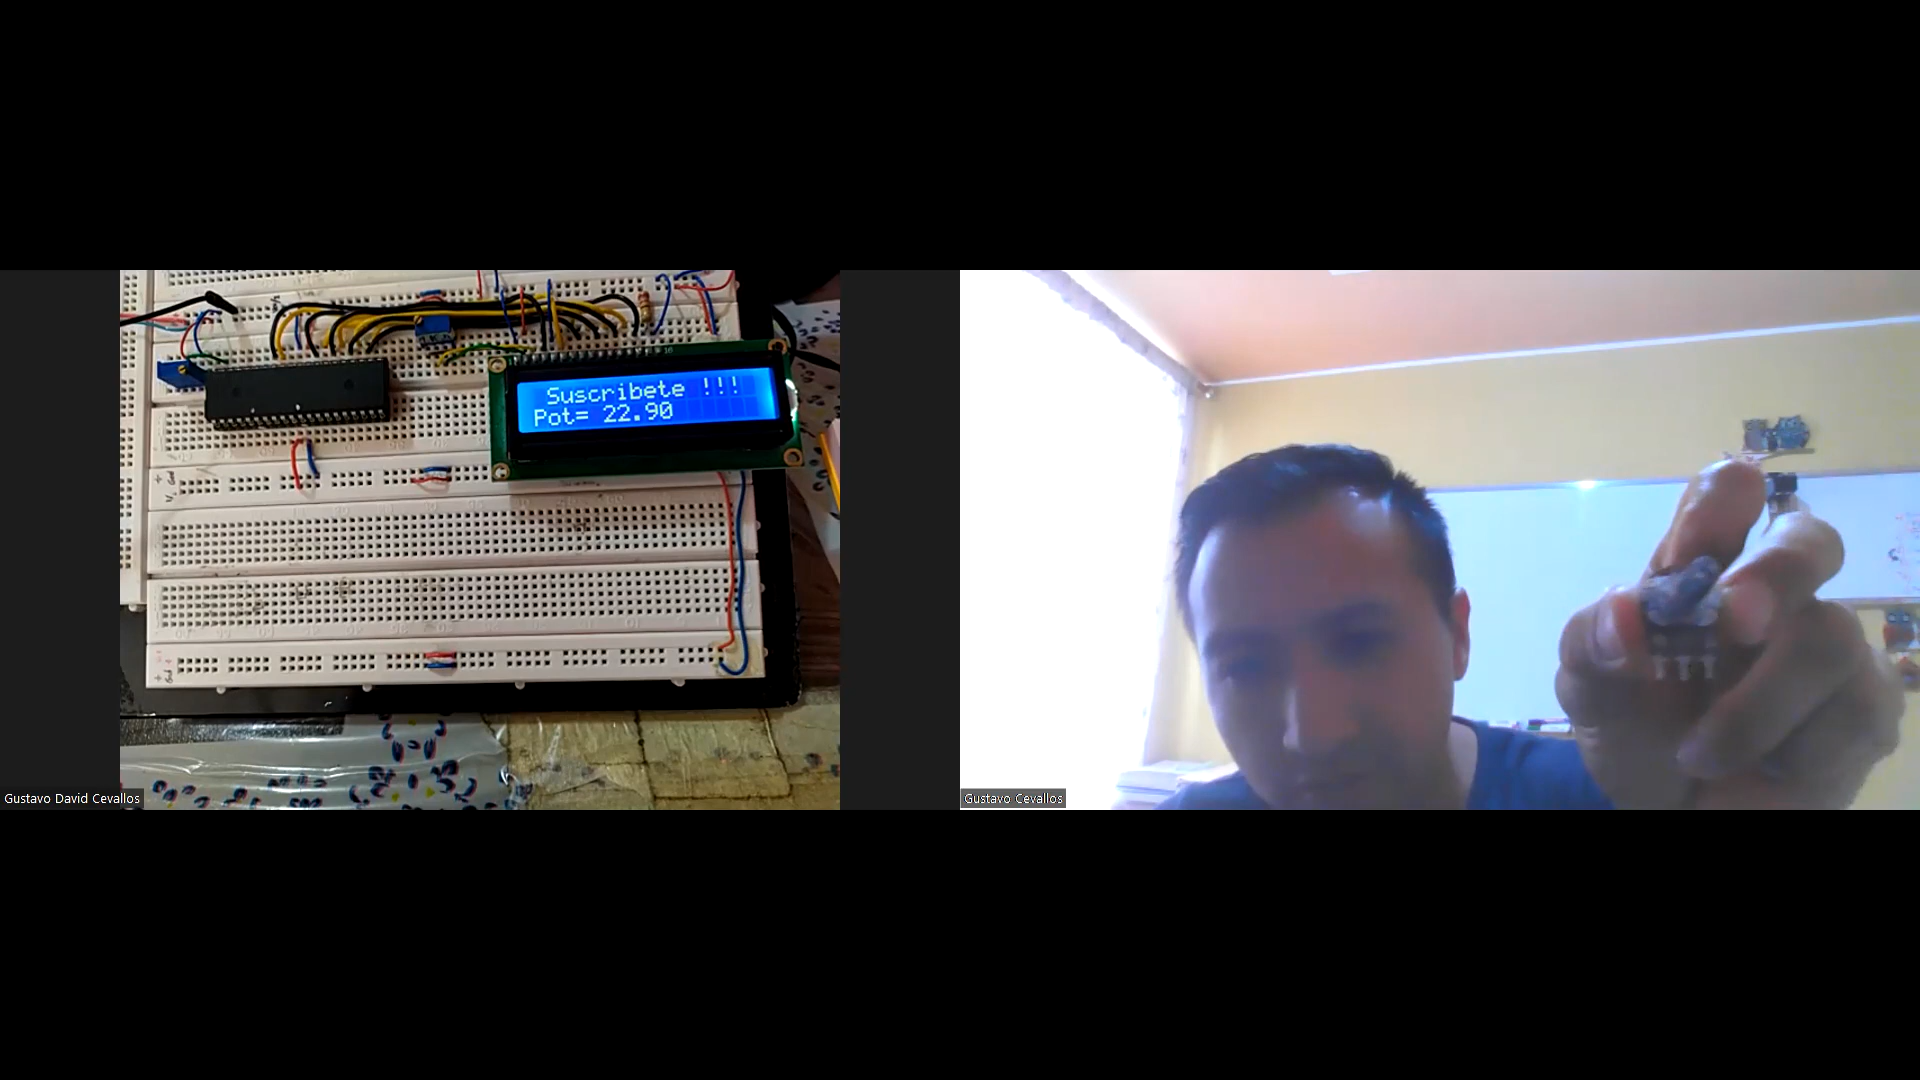 Suscribete !!!
Pot= 22.90
Gustavo David Cevallos
Gustavo Cevallos